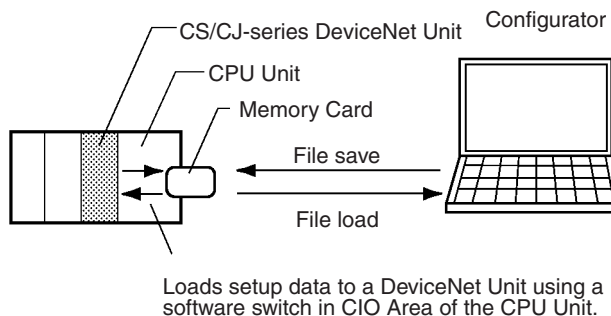 CS/CJ-series DeviceNet Unit
Configurator
CPU Unit
Memory Card
File save
File load
Loads setup data to a DeviceNet Unit using a
software switch in CIO Area of the CPU Unit.